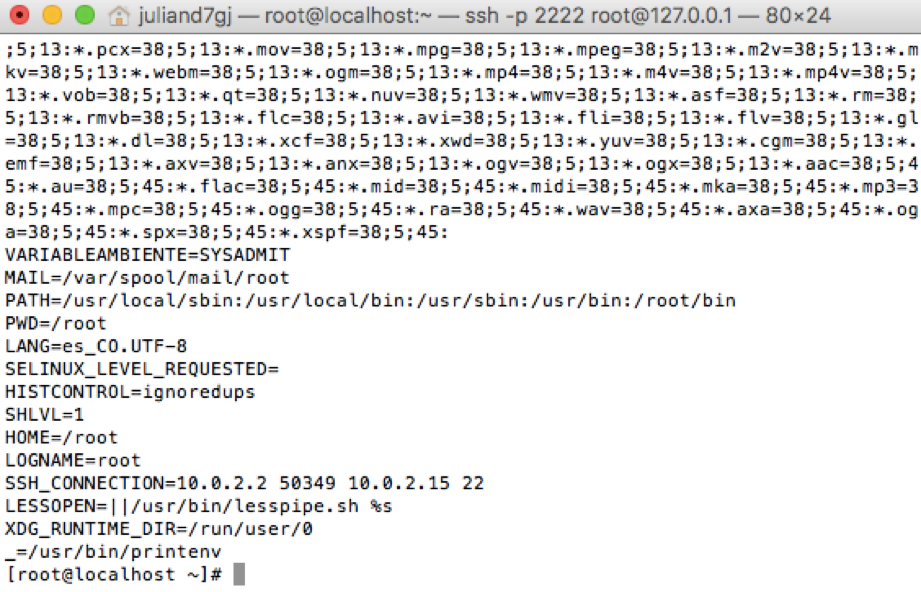 juliand7gj — root@localhost:~ — ssh -p 2222 root@127.0.0.1 — 80×24
;5;13:*.pcx=38;5;13:*.mov=38;5;13:*.mpg=38;5;13:*.mpeg=38;5;13:*.m2v=38;5;13:*.m
kv=38;5;13:*.webm=38;5;13:*.ogm=38;5;13:*.mp4=38;5;13:*.m4v=38;5;13:*.mp4v=38;5;
13:*.vob=38;5;13:*.qt=38;5;13:*.nuv=38;5;13:*.wmv=38;5;13:*.asf=38;5;13:*.rm=38;
5;13:*.rmvb=38;5;13:*.flc=38;5;13:*.avi=38;5;13:*.fli=38;5;13:*.flv=38;5;13:*.gl
=38;5;13:*.dl=38;5;13:*.xcf=38;5;13:*.xwd=38;5;13:*.yuv=38;5;13:*.cgm=38;5;13:*.
emf=38;5;13:*.axv=38;5;13:*.anx=38;5;13:*.ogv=38;5;13:*.ogx=38;5;13:*.aac=38;5;4
5:*.au=38;5;45:*.flac=38;5;45:*.mid=38;5;45:*.midi=38;5;45:*.mka=38;5;45:*.mp3=3
8;5;45:*.mpc=38;5;45:*.ogg=38;5;45:*.ra=38;5;45:*.wav=38;5;45:*.axa=38;5;45:*.og
a=38;5;45:*.spx=38;5;45:*.xspf=38;5;45:
VARIABLEAMBIENTE=SYSADMIT
MAIL=/var/spool/mail/root
PATH=/usr/local/sbin:/usr/local/bin:/usr/sbin:/usr/bin:/root/bin
PWD=/root
LANG=es_CO.UTF-8
SELINUX_LEVEL_REQUESTED=
HISTCONTROL=ignoredups
SHLVL=1
HOME=/root
LOGNAME=root
SSH_CONNECTION=10.0.2.2 50349 10.0.2.15 22
LESSOPEN=||/usr/bin/lesspipe.sh %s
XDG_RUNTIME_DIR=/run/user/0
_=/usr/bin/printenv
[root@localhost ~]#